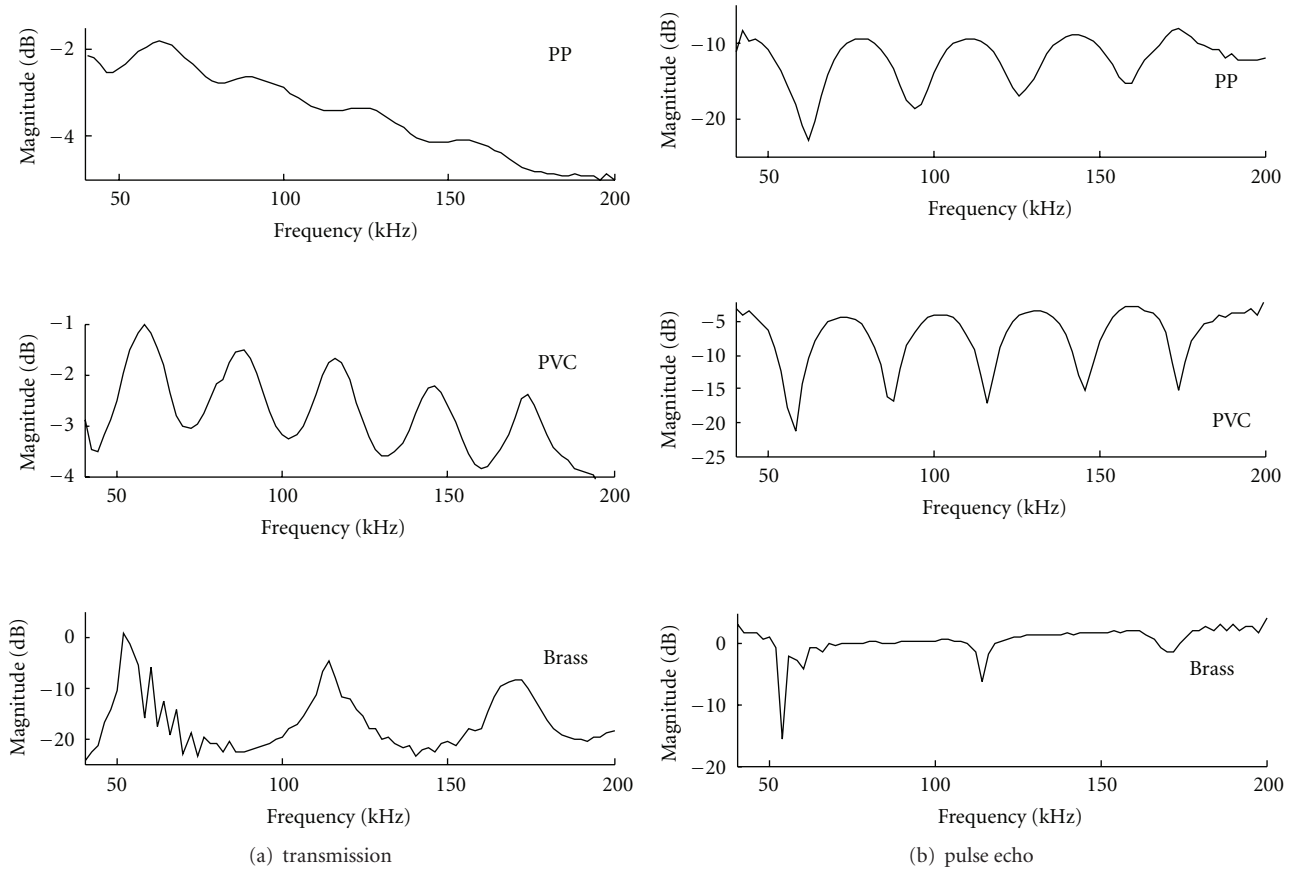 −2
−4
Magnitude (dB)
PP
50
100
150
200
Frequency (kHz)
−10
−20
Magnitude (dB)
PP
50
100
150
200
Frequency (kHz)
−1
−2
−3
−4
Magnitude (dB)
PVC
50
100
150
200
Frequency (kHz)
−5
−10
−15
−20
−25
Magnitude (dB)
PVC
50
100
150
200
Frequency (kHz)
0
−10
−20
Magnitude (dB)
Brass
50
100
150
200
Frequency (kHz)
(a) transmission
0
−10
−20
Magnitude (dB)
Brass
50
100
150
200
Frequency (kHz)
(b) pulse echo